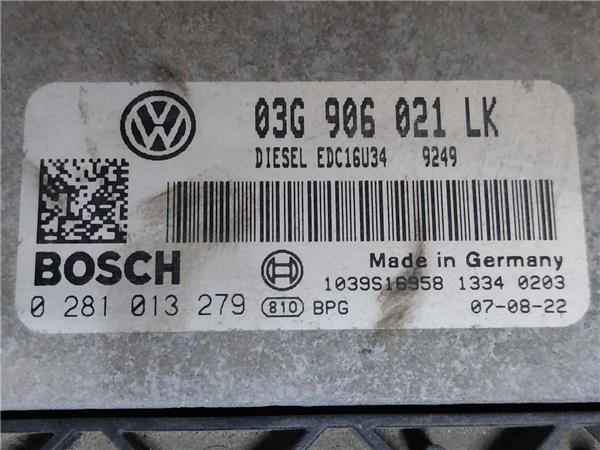 03G 906 021 LK
DIESEL EDC16U34 9249
BOSCH
Made in Germany
1039S16958 1334 0203
0 281 013 279 810 BPG 07-08-22